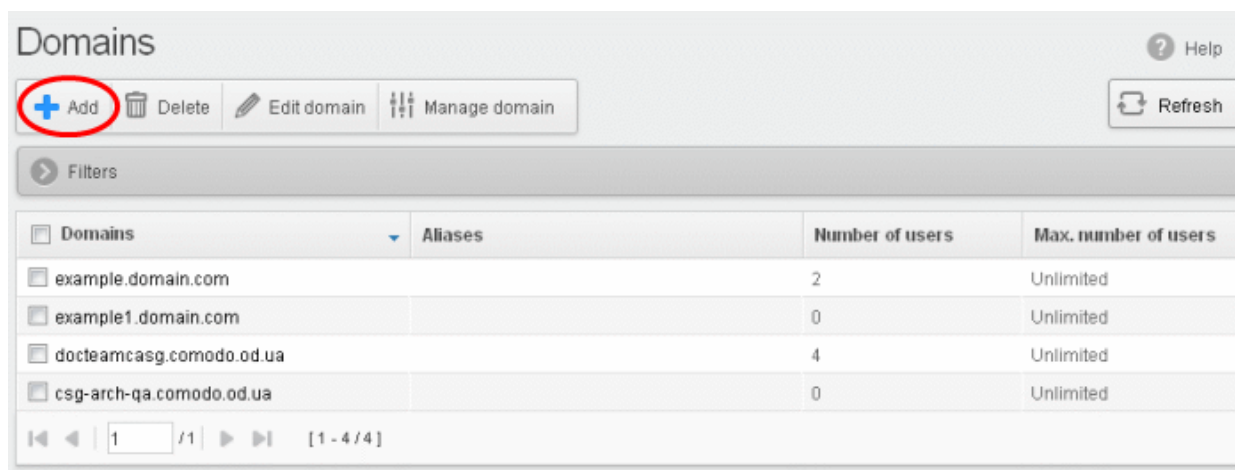 Domains
Help
Add Delete Edit domain Manage domain Refresh
Filters
Domains Aliases Number of users Max. number of users
example.domain.com 2 Unlimited
example1.domain.com 0 Unlimited
docteamcasg.comodo.od.ua 4 Unlimited
csg-arch-qa.comodo.od.ua 0 Unlimited
1 /1 [ 1 - 4 / 4 ]